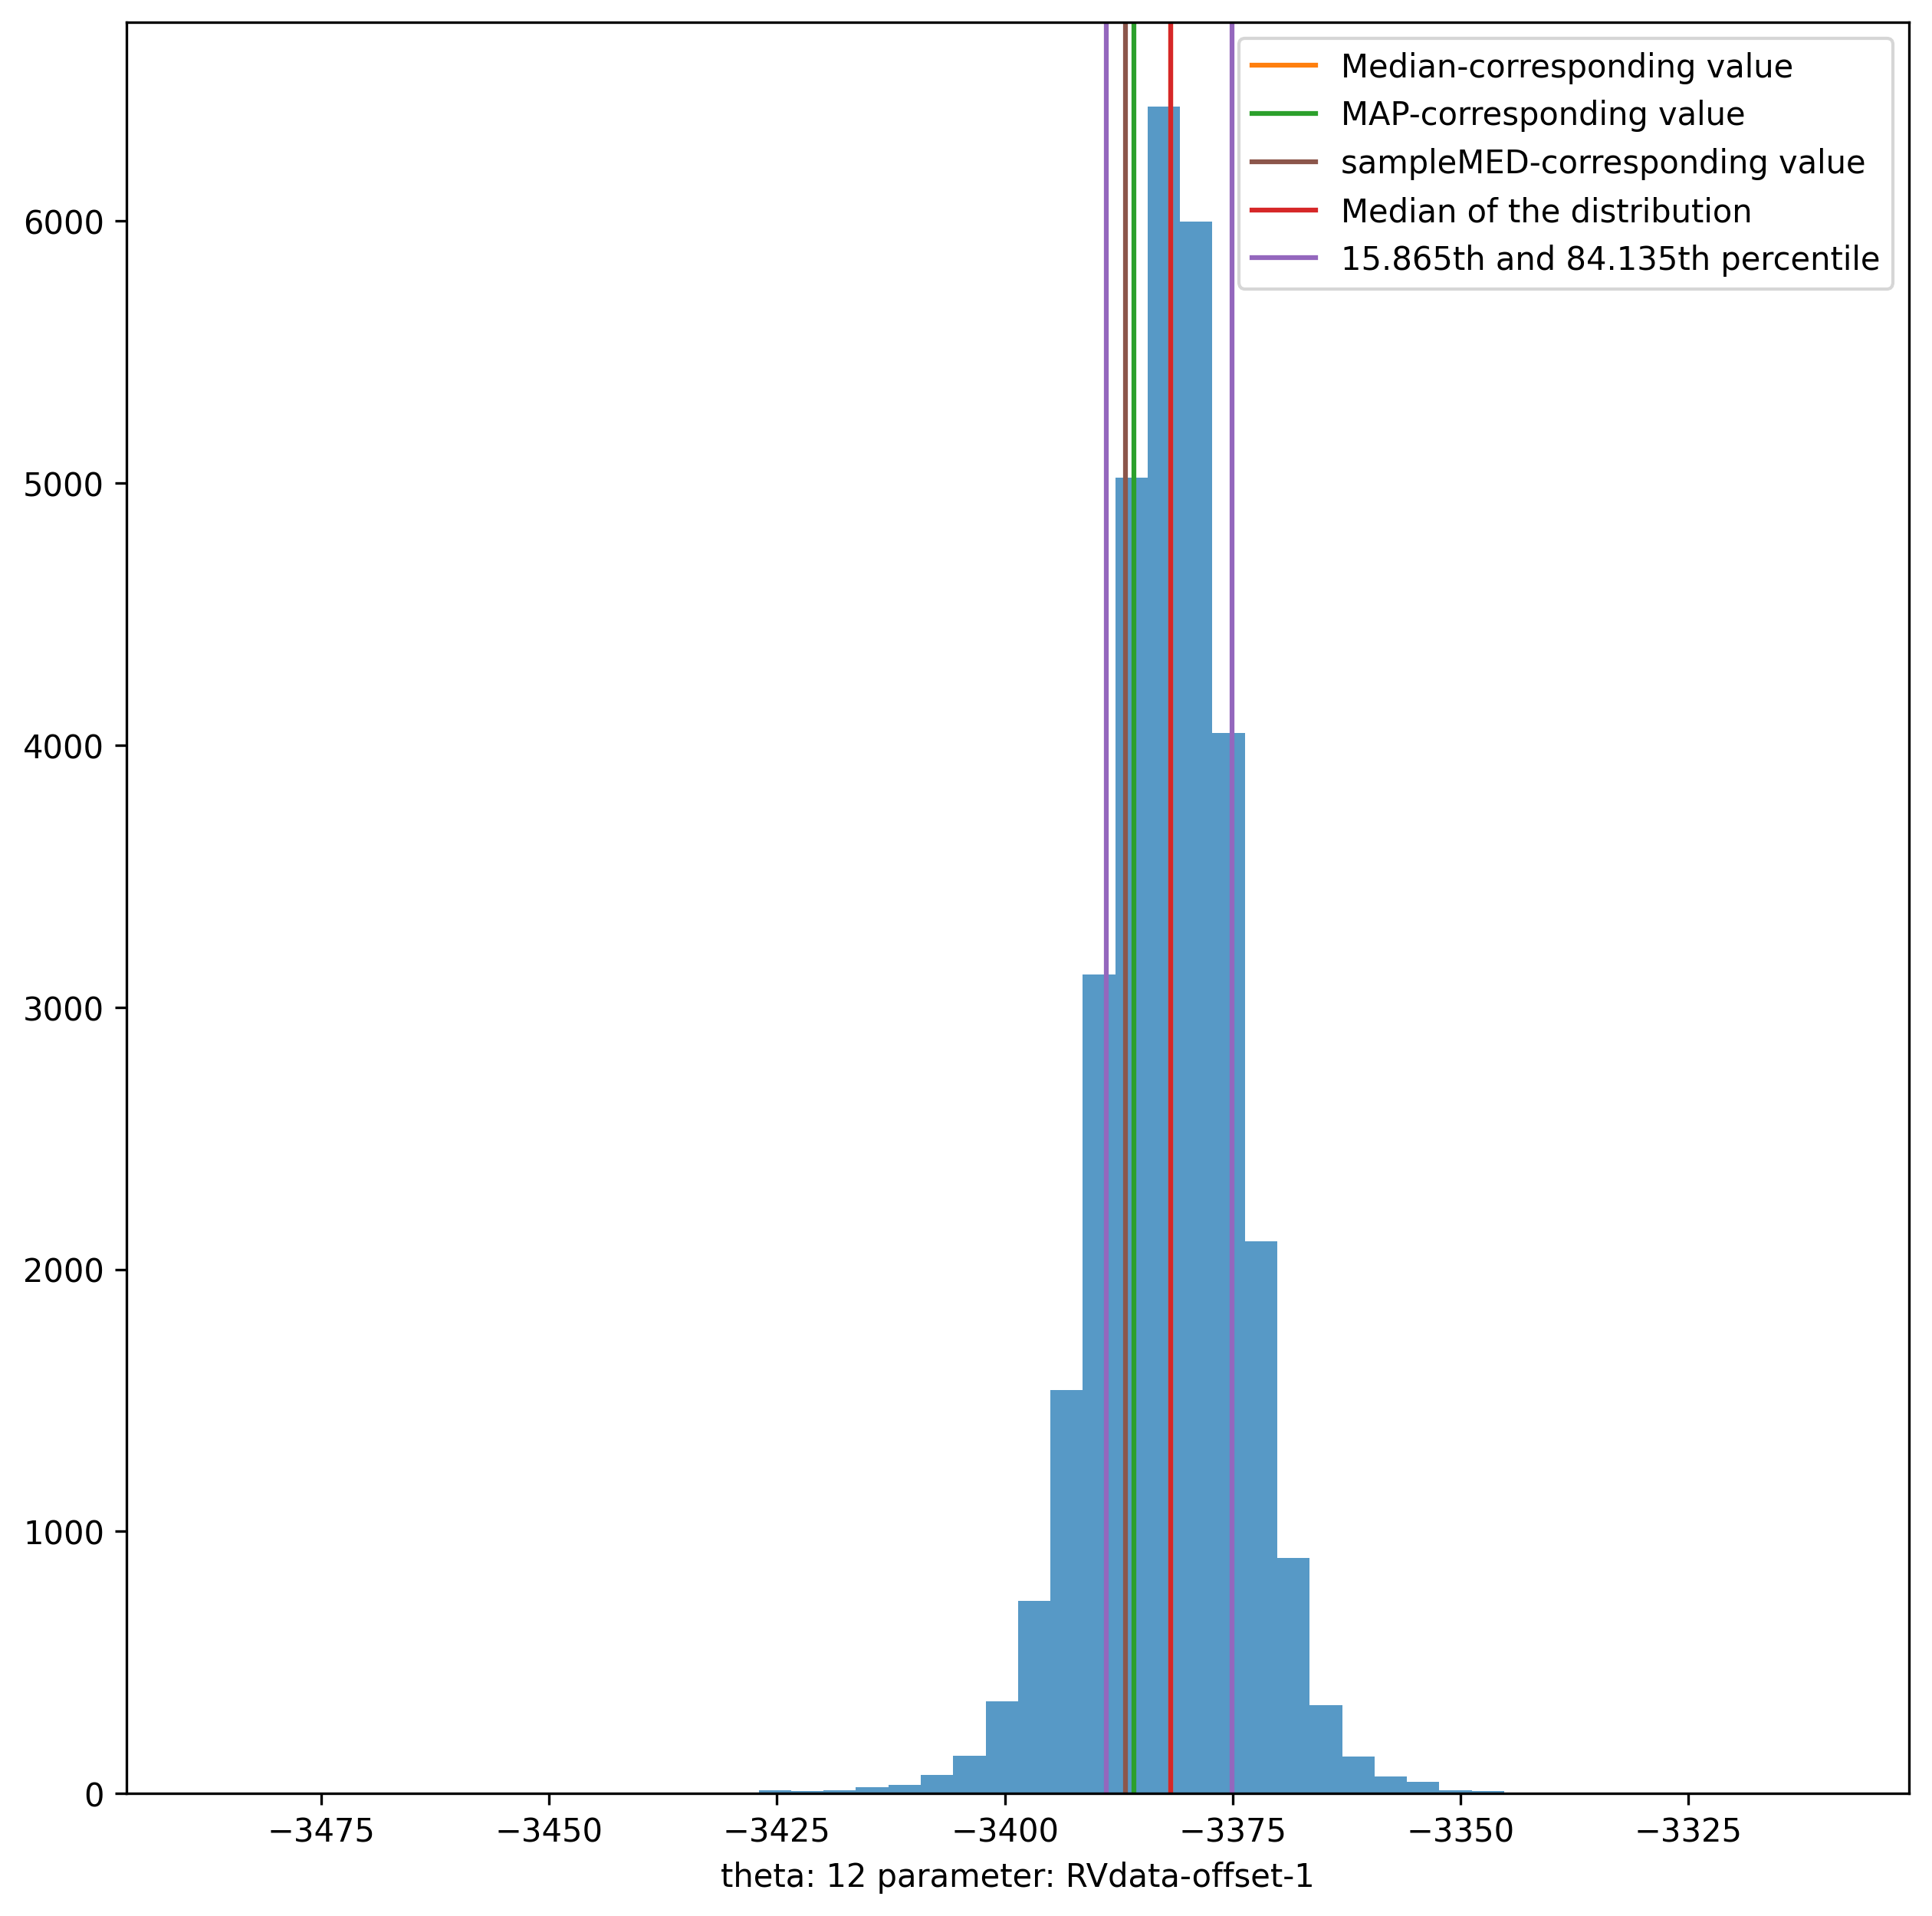 Median-corresponding value
MAP-corresponding value
sampleMED-corresponding value
Median of the distribution
15.865th and 84.135th percentile
6000
5000
4000
3000
2000
1000
0
−3475 −3450 −3425 −3400 −3375 −3350 −3325
theta: 12 parameter: RVdata-offset-1